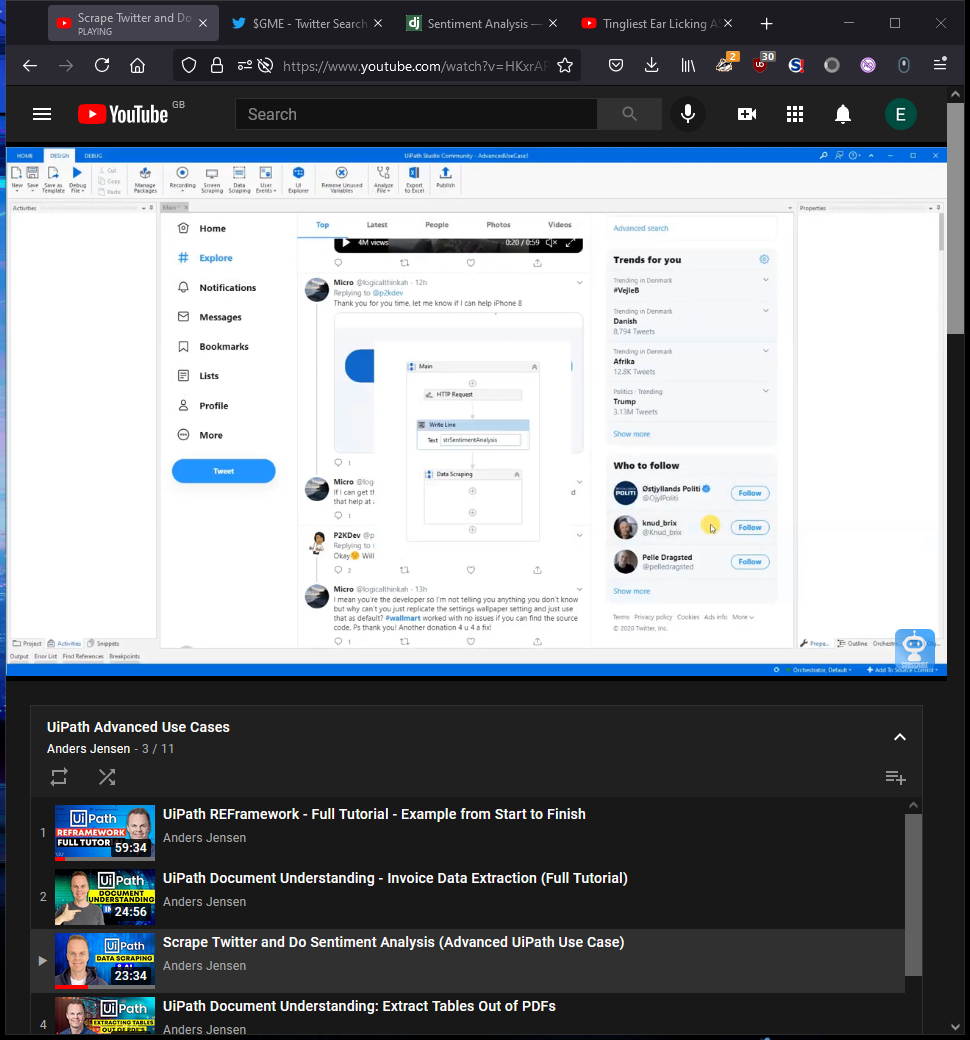 Scrape Twitter and Do
PLAYING
$GME - Twitter Search
Sentiment Analysis —
Tingliest Ear Licking A
https://www.youtube.com/watch?v=HKxrAP
2
30
YouTube GB
Search
E
HOME DESIGN DEBUG
UiPath Studio Community - AdvancedUseCase1
New Save Save as Template Debug File
Cut
Copy
Paste
Manage Packages Recording Screen Scraping Data Scraping User Events UI Explorer Remove Unused Variables Analyze File Export to Excel Publish
Activities
Main
Properties
Home
Explore
Notifications
Messages
Bookmarks
Lists
Profile
More
Tweet
Top Latest People Photos Videos
4M views
0:20 / 0:59
Micro @logicalthinkah · 12h
Replying to @p2kdev
Thank you for you time, let me know if I can help iPhone 8
1
Main
HTTP Request
Write Line
Text strSentimentAnalysis
Data Scraping
Micro @log
If I can get th
that help at
d
1
P2KDev @p
Replying to
Okay Will
2
Micro @logicalthinkah · 13h
I mean you're the developer so I'm not telling you anything you don't know
but why can't you just replicate the settings wallpaper setting and just use
that as default? #wallmart worked with no issues if you can find the source
code. Ps thank you! Another donation 4 u 4 a fix!
1
Advanced search
Trends for you
Trending in Denmark
#VejleB
Trending in Denmark
Danish
8,794 Tweets
Trending in Denmark
Afrika
12.8K Tweets
Politics · Trending
Trump
3.13M Tweets
Show more
Who to follow
Østjyllands Politi
@OjylPoliti
Follow
POLITI
knud_brix
@Knud_brix
Follow
Pelle Dragsted
@pelledragsted
Follow
Show more
Terms Privacy policy Cookies Ads info More
© 2020 Twitter, Inc.
Project Activities Snippets
Prope... Outline Orchestr...
Output Error List Find References Breakpoints
SUBSCRIBE
Orchestrator, Default
Add To Source Control
UiPath Advanced Use Cases
Anders Jensen - 3 / 11
1
UiPath
REFRAMEWORK
FULL TUTOR
59:34
UiPath REFramework - Full Tutorial - Example from Start to Finish
Anders Jensen
2
UiPath
DOCUMENT
UNDERSTANDING
24:56
UiPath Document Understanding - Invoice Data Extraction (Full Tutorial)
Anders Jensen
UiPath
DATA SCRAPING
23:34
Scrape Twitter and Do Sentiment Analysis (Advanced UiPath Use Case)
Anders Jensen
4
UiPath
EXTRACTING TABLES
OUT OF PDF'S
UiPath Document Understanding: Extract Tables Out of PDFs
Anders Jensen